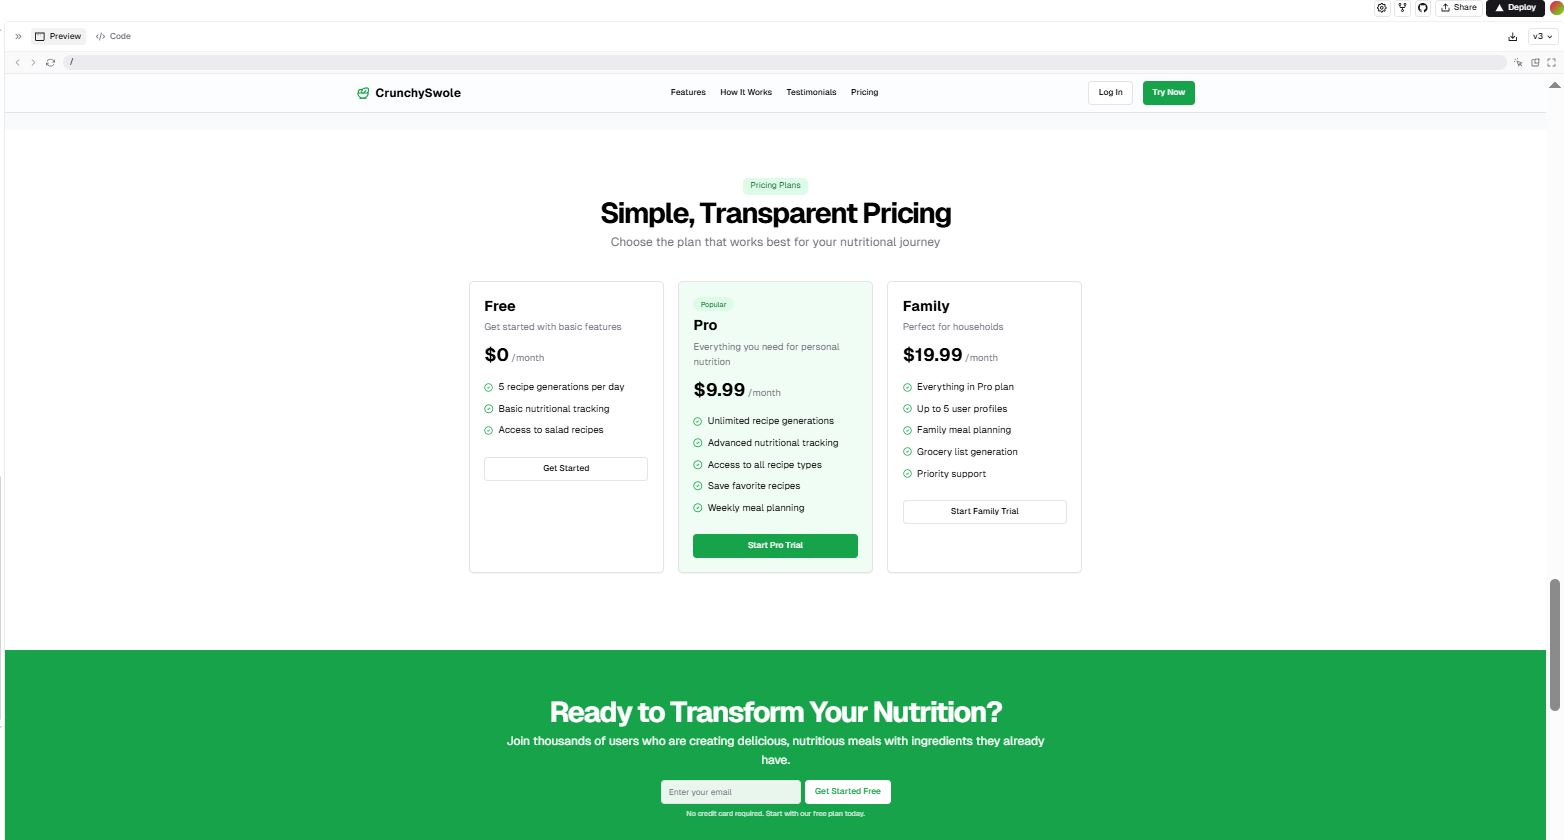 Share
Deploy
Preview
Code
v3
/
CrunchySwole
Features
How It Works
Testimonials
Pricing
Log In
Try Now
Pricing Plans
Simple, Transparent Pricing
Choose the plan that works best for your nutritional journey
Free
Get started with basic features
$0 /month
5 recipe generations per day
Basic nutritional tracking
Access to salad recipes
Get Started
Popular
Pro
Everything you need for personal
nutrition
$9.99 /month
Unlimited recipe generations
Advanced nutritional tracking
Access to all recipe types
Save favorite recipes
Weekly meal planning
Start Pro Trial
Family
Perfect for households
$19.99 /month
Everything in Pro plan
Up to 5 user profiles
Family meal planning
Grocery list generation
Priority support
Start Family Trial
Ready to Transform Your Nutrition?
Join thousands of users who are creating delicious, nutritious meals with ingredients they already
have.
Enter your email
Get Started Free
No credit card required. Start with our free plan today.